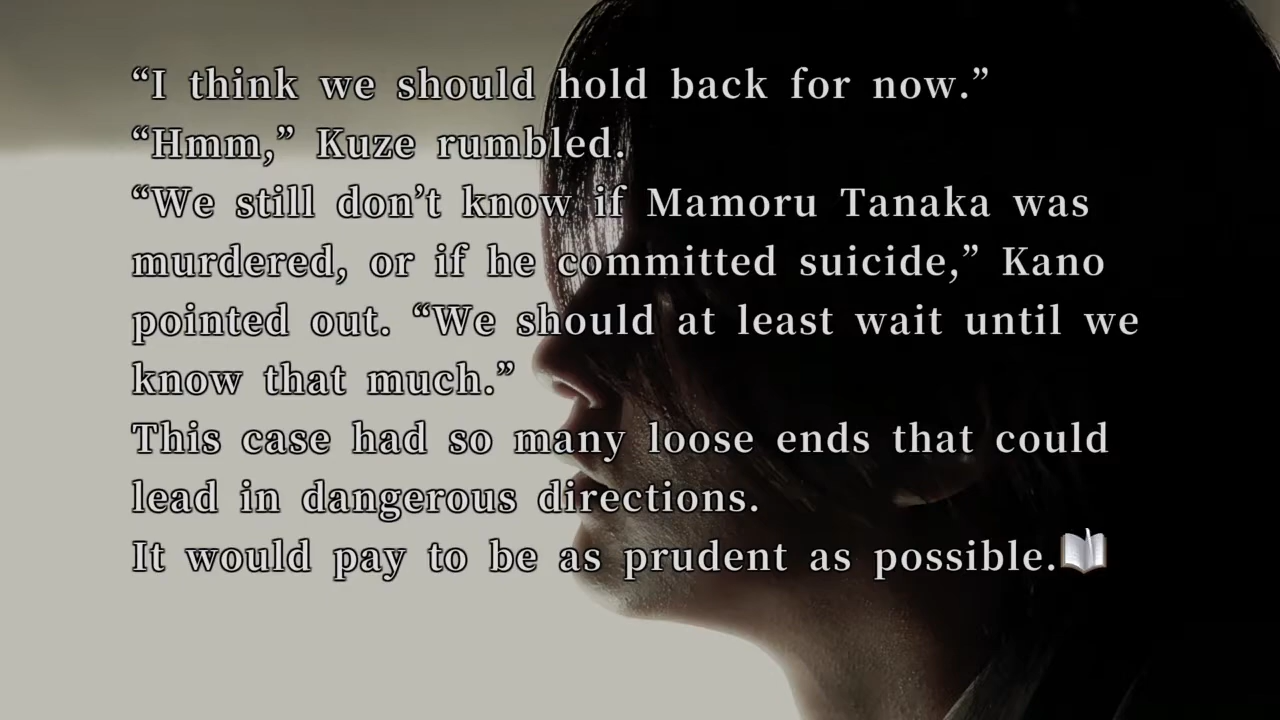 “I think we should hold back for now.”
“Hmm,” Kuze rumbled.
“We still don’t know if Mamoru Tanaka was
murdered, or if he committed suicide,” Kano
pointed out. “We should at least wait until we
know that much.”
This case had so many loose ends that could
lead in dangerous directions.
It would pay to be as prudent as possible.